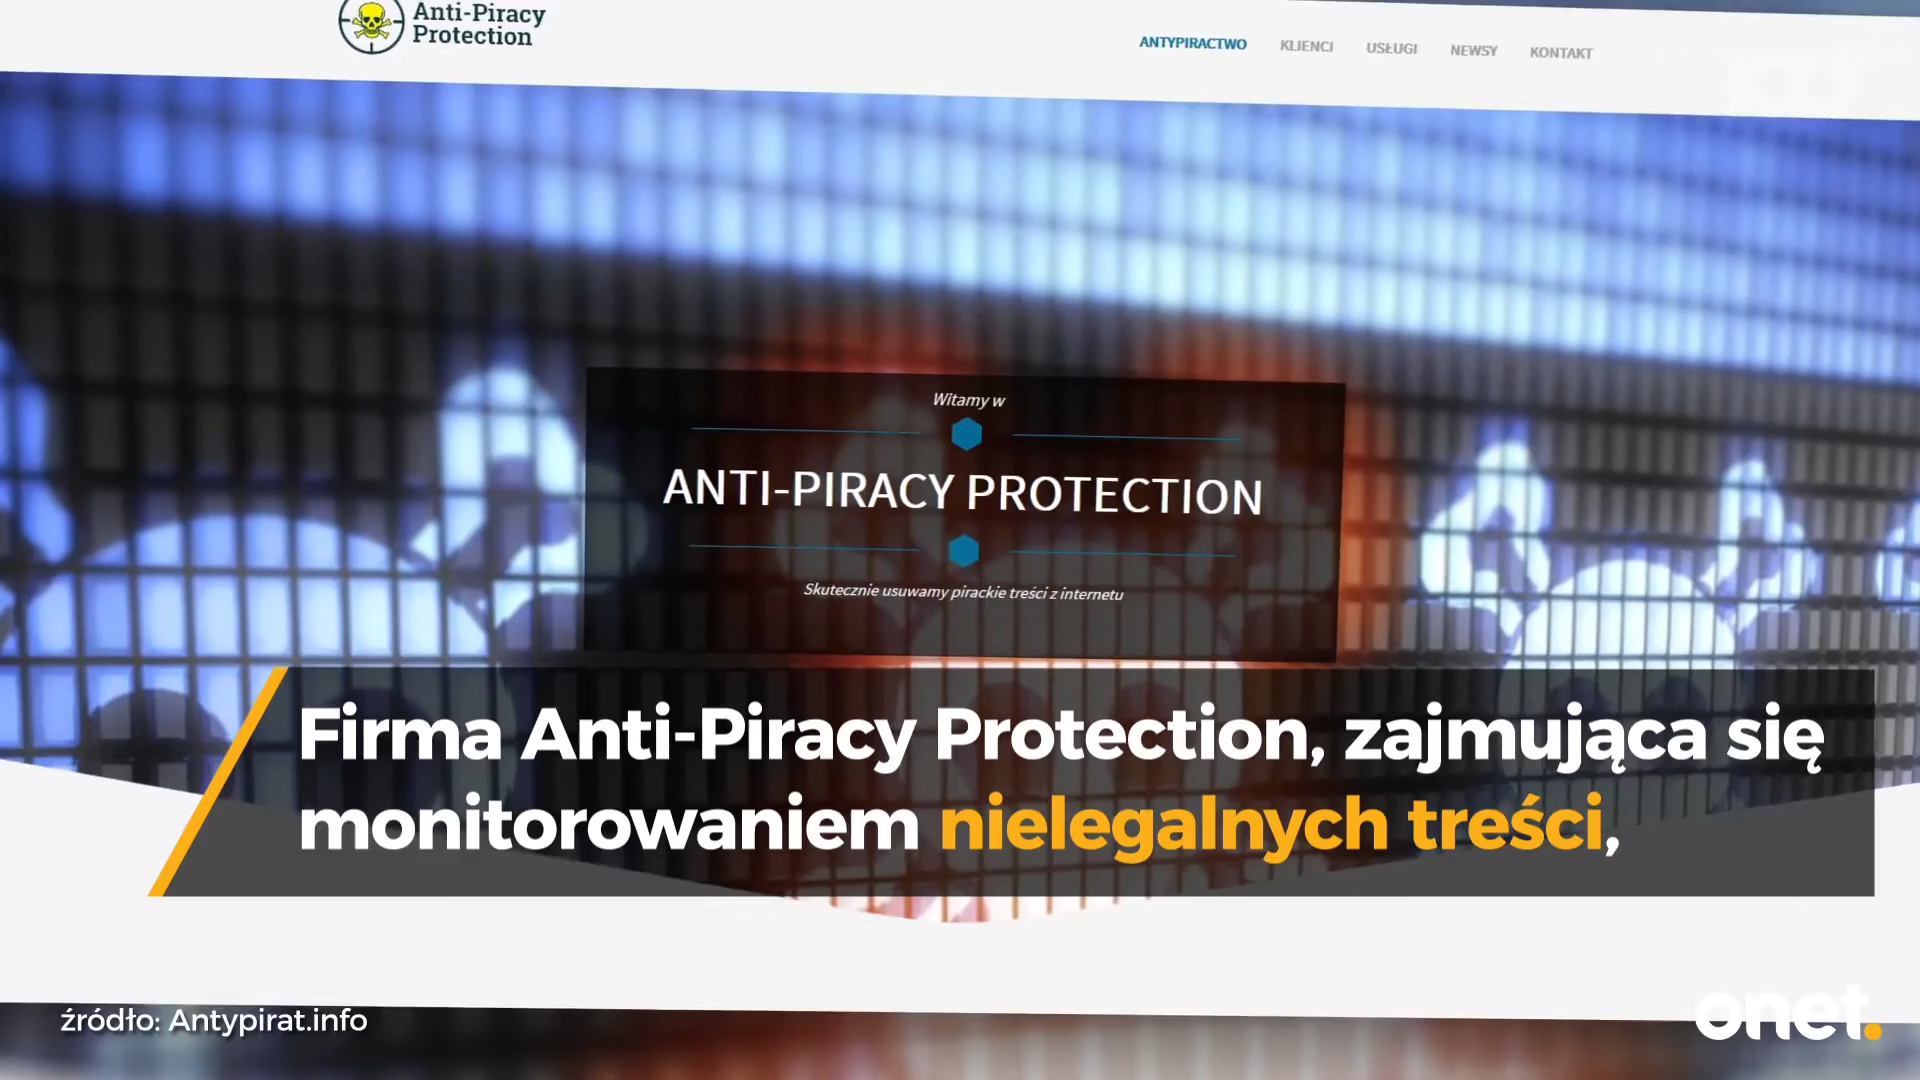 Anti-Piracy
Protection
ANTYPIRACTWO KLIENCI USŁUGI NEWSY KONTAKT
Witamy w
ANTI-PIRACY PROTECTION
Skutecznie usuwamy pirackie treści z internetu
Firma Anti-Piracy Protection, zajmująca się
monitorowaniem nielegalnych treści,
źródło: Antypirat.info
onet.